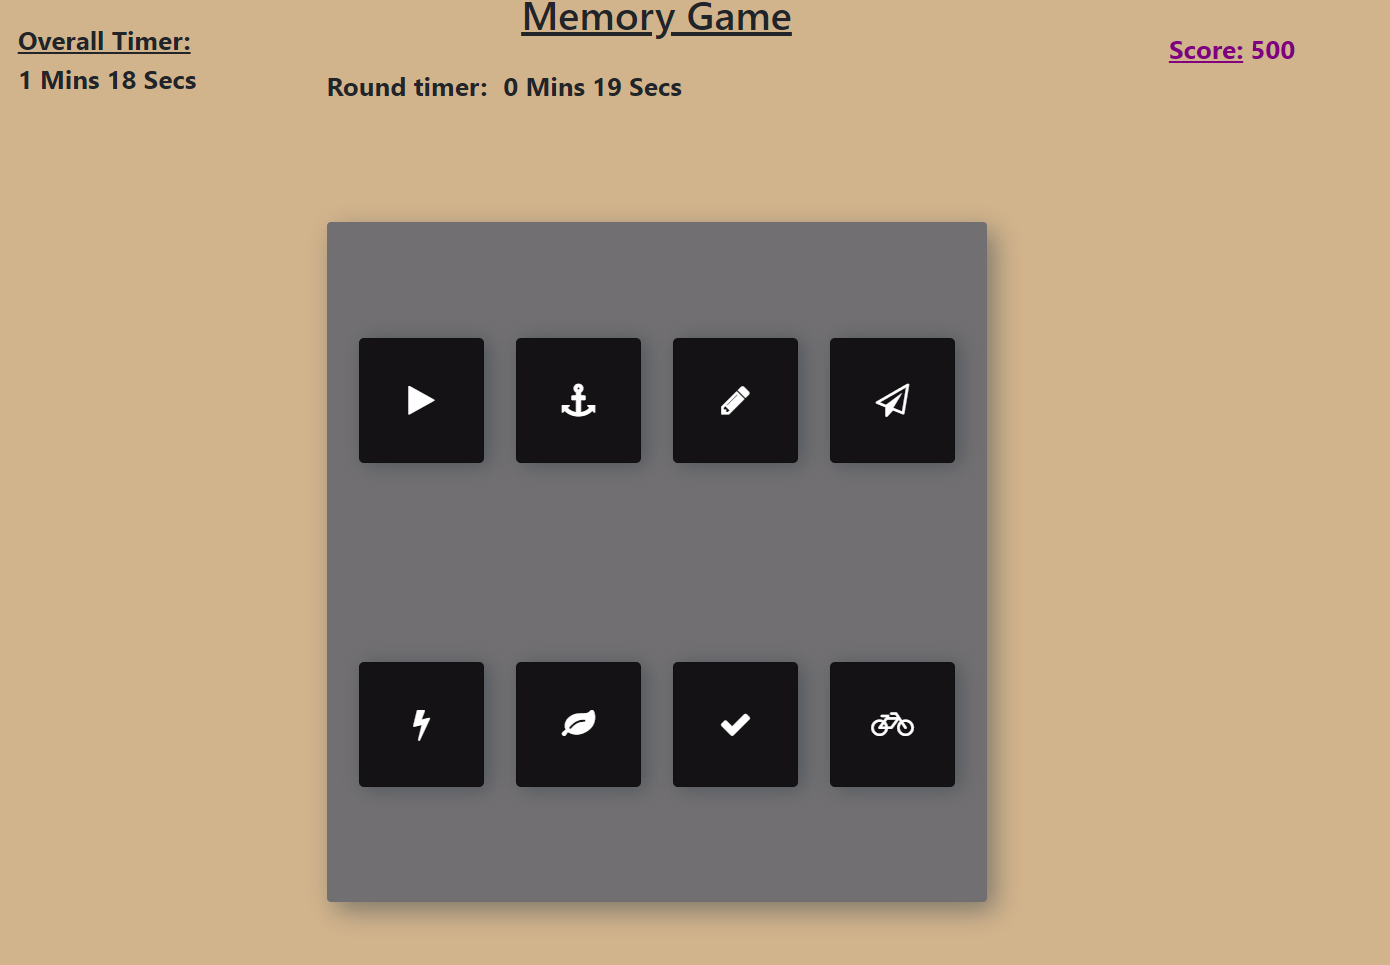 Memory Game
Overall Timer:
1 Mins 18 Secs
Score: 500
Round timer: 0 Mins 19 Secs